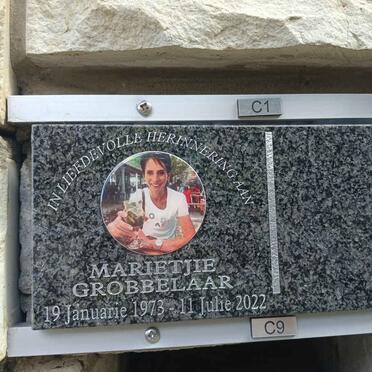 C1
IN LIEFDEVOLLE HERINNERING AAN
MARIETJIE
GROBBELAAR
19 Januarie 1973 - 11 Julie 2022
C9